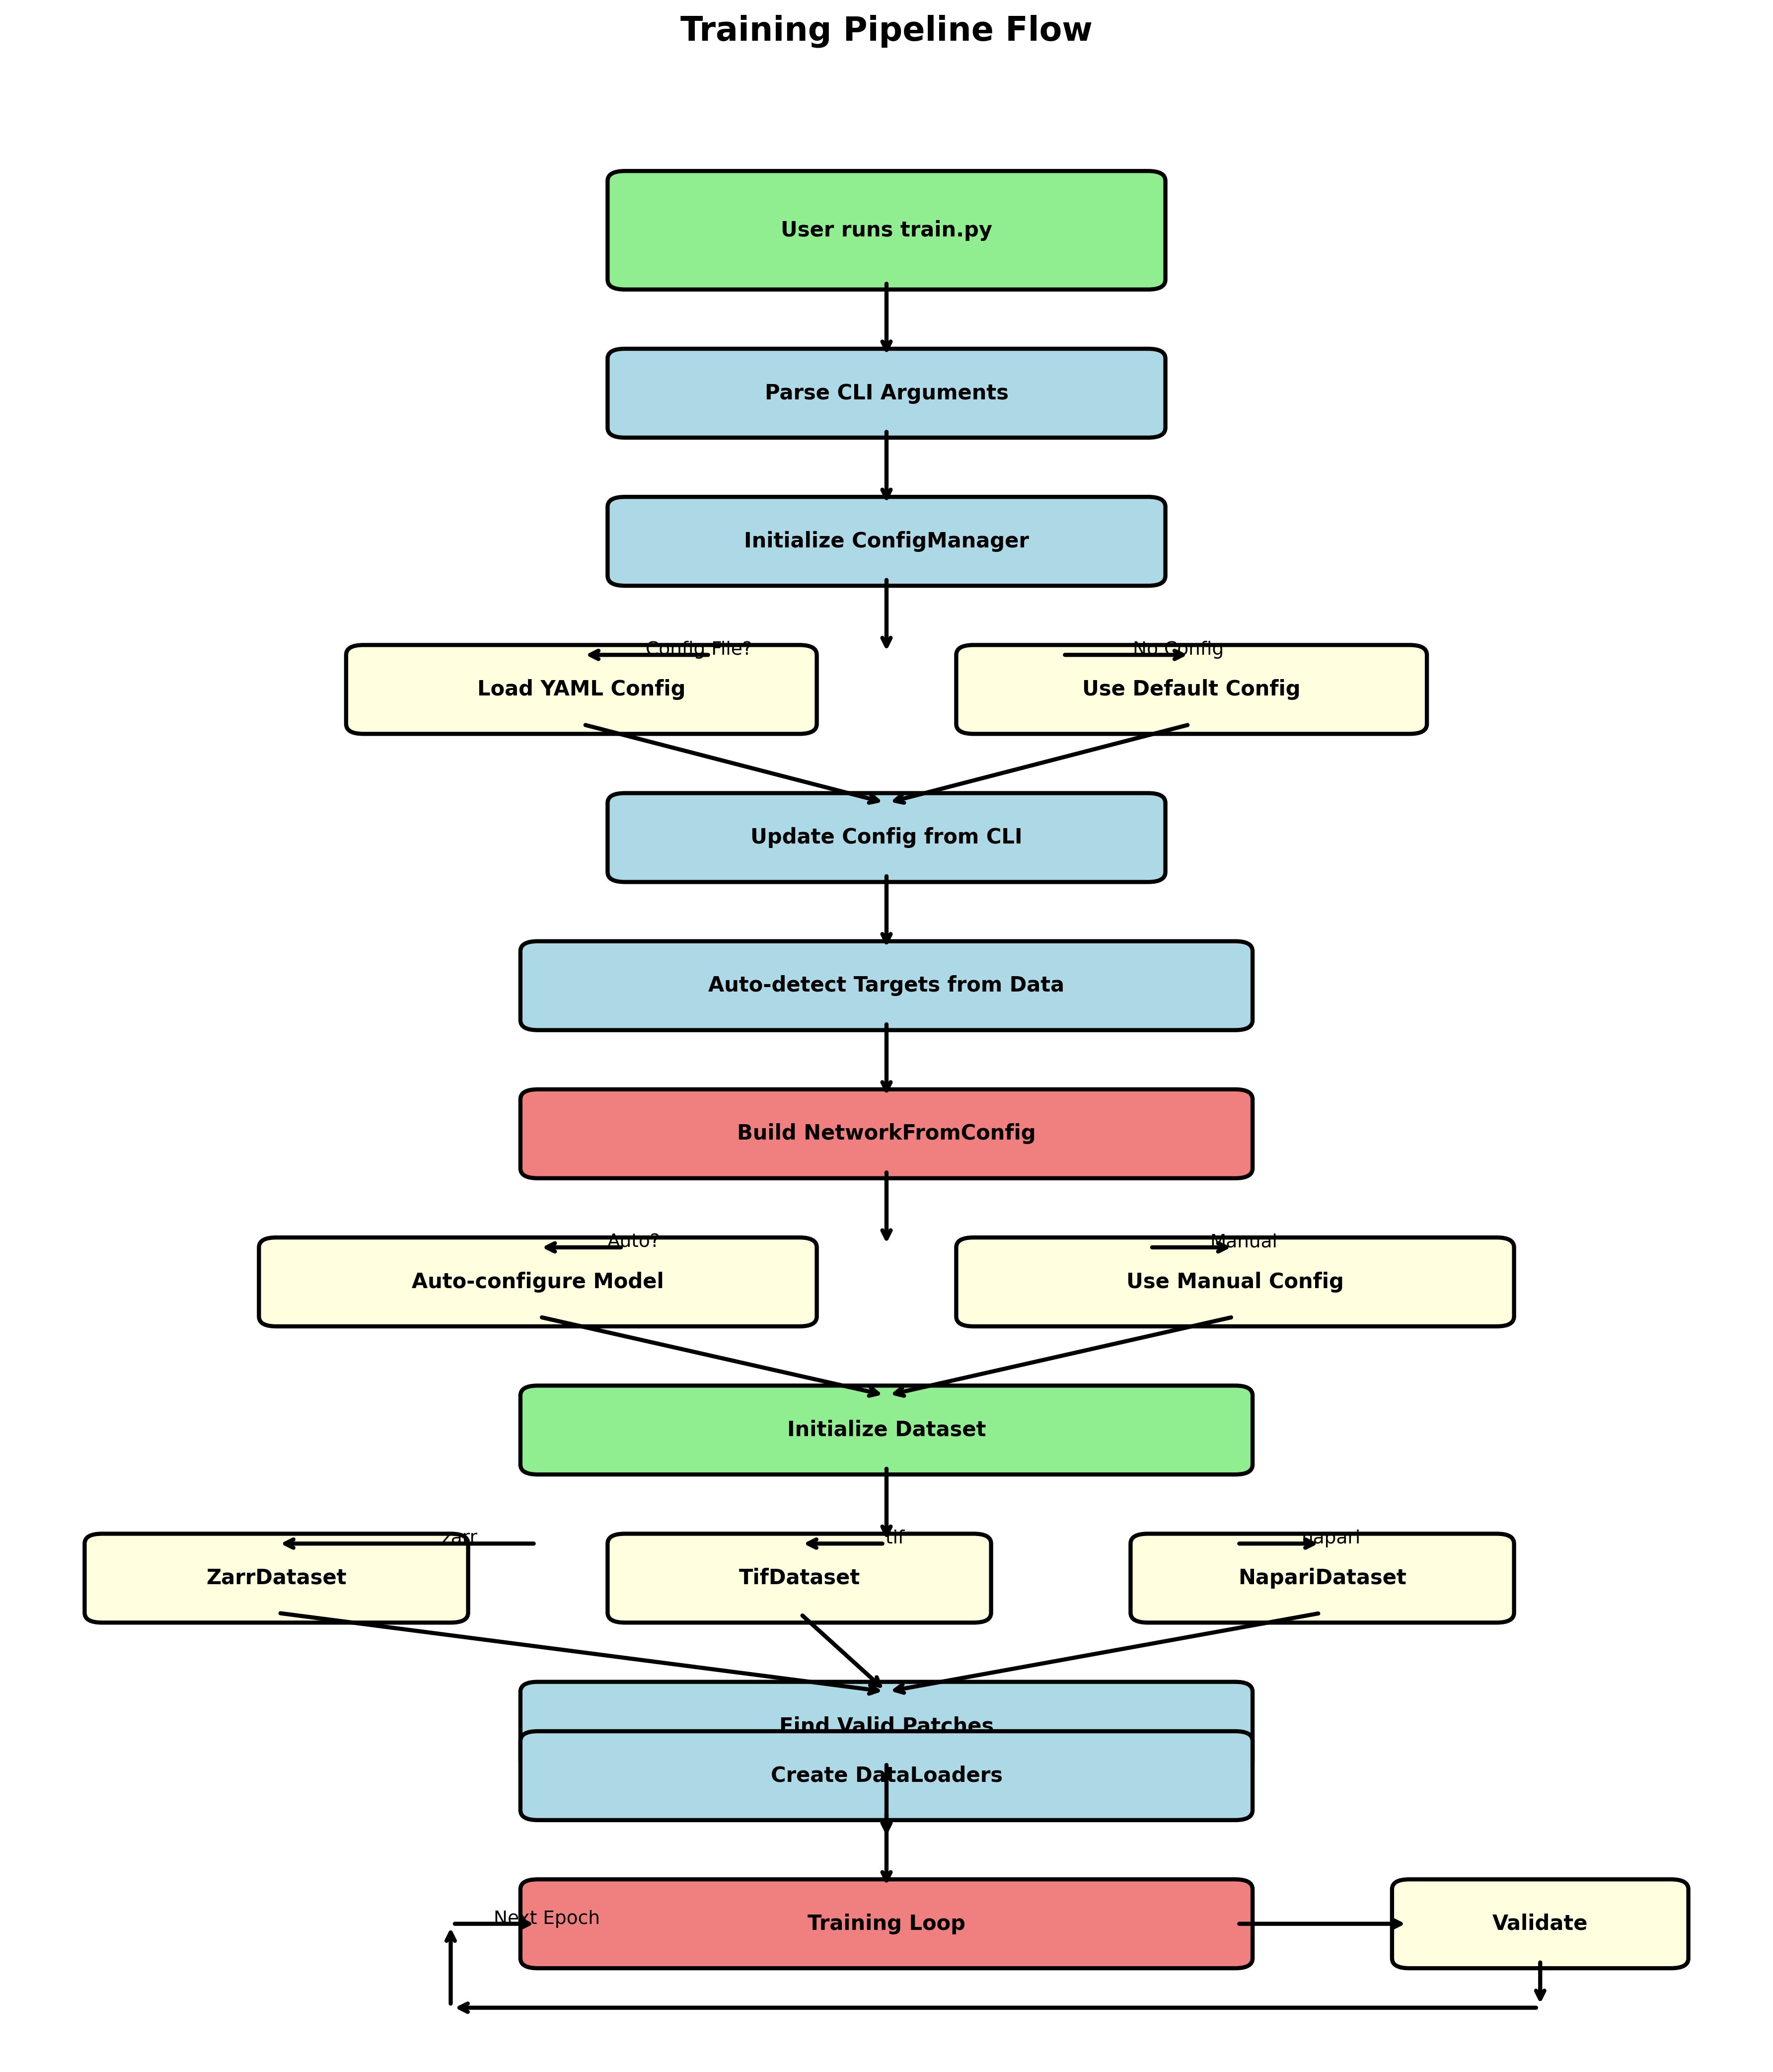 Training Pipeline Flow
User runs train.py
Parse CLI Arguments
Initialize ConfigManager
Config File?
No Config
Load YAML Config
Use Default Config
Update Config from CLI
Auto-detect Targets from Data
Build NetworkFromConfig
Auto?
Manual
Auto-configure Model
Use Manual Config
Initialize Dataset
zarr
tif
napari
ZarrDataset
TifDataset
NapariDataset
Find Valid Patches
Create DataLoaders
Next Epoch
Training Loop
Validate